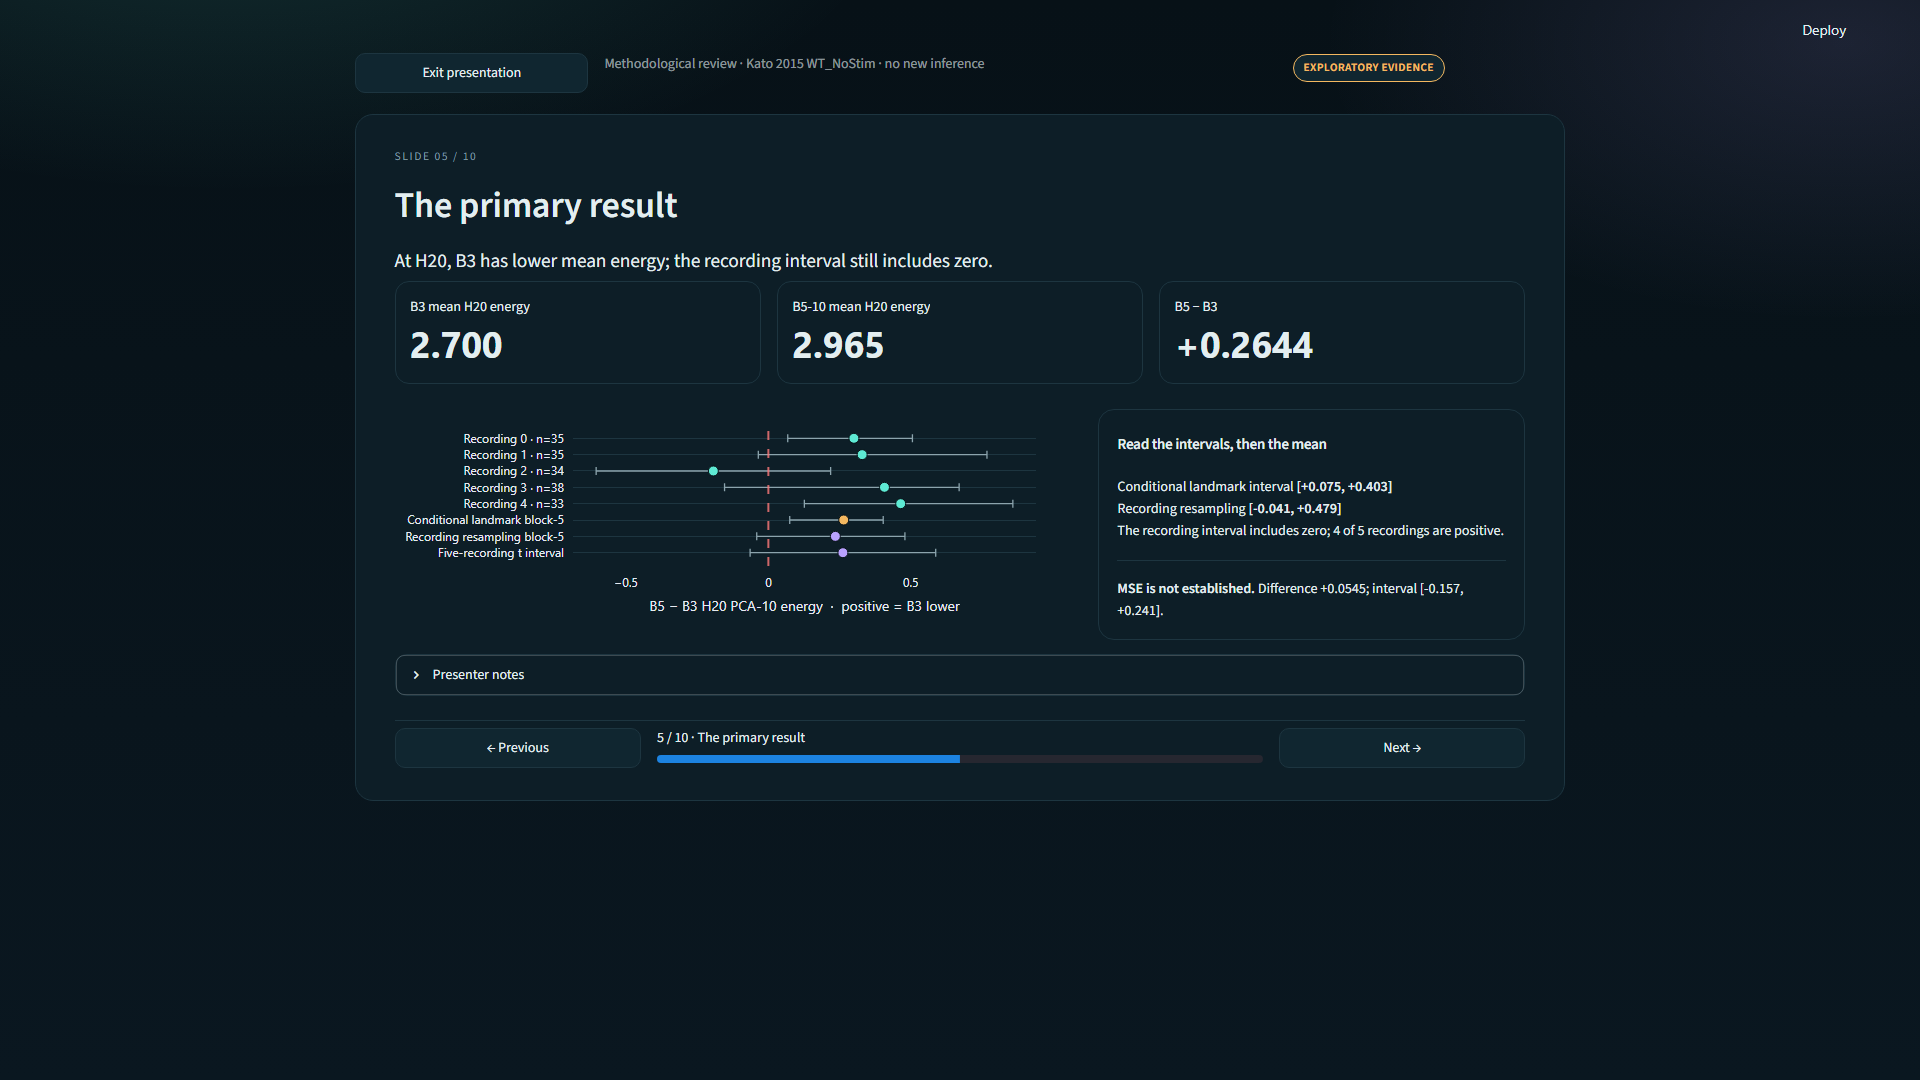 Deploy
Exit presentation
Methodological review · Kato 2015 WT_NoStim · no new inference
EXPLORATORY EVIDENCE
SLIDE 05 / 10
The primary result
At H20, B3 has lower mean energy; the recording interval still includes zero.
B3 mean H20 energy
2.700
B5-10 mean H20 energy
2.965
B5 − B3
+0.2644
Recording 0 · n=35
Recording 1 · n=35
Recording 2 · n=34
Recording 3 · n=38
Recording 4 · n=33
Conditional landmark block-5
Recording resampling block-5
Five-recording t interval
−0.5
0
0.5
B5 − B3 H20 PCA-10 energy · positive = B3 lower
Read the intervals, then the mean
Conditional landmark interval [+0.075, +0.403]
Recording resampling [-0.041, +0.479]
The recording interval includes zero; 4 of 5 recordings are positive.
MSE is not established. Difference +0.0545; interval [-0.157,
+0.241].
Presenter notes
← Previous
5 / 10 · The primary result
Next →